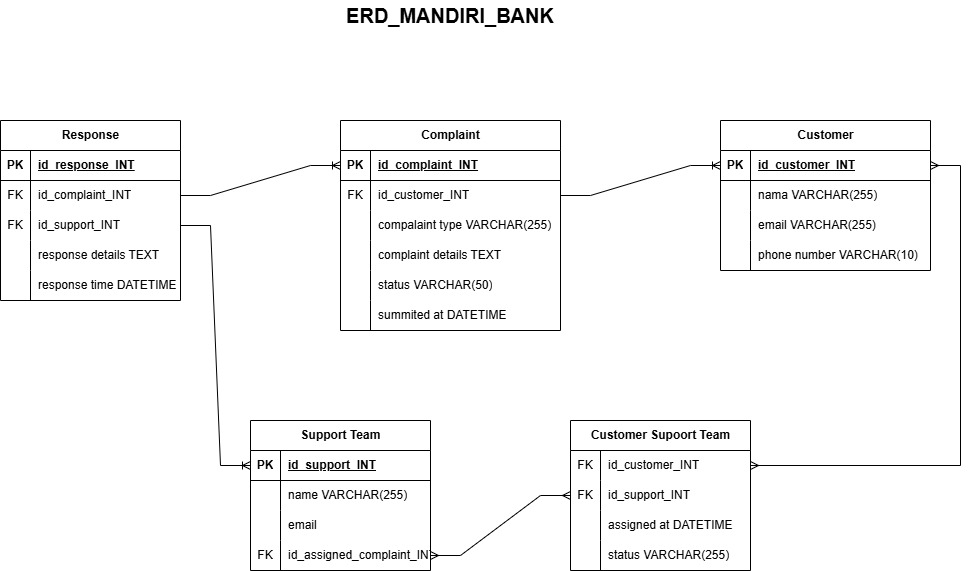 ERD_MANDIRI_BANK
Response
PK id_response_INT
FK id_complaint_INT
FK id_support_INT
response details TEXT
response time DATETIME
Complaint
PK id_complaint_INT
FK id_customer_INT
compalaint type VARCHAR(255)
complaint details TEXT
status VARCHAR(50)
summited at DATETIME
Customer
PK id_customer_INT
nama VARCHAR(255)
email VARCHAR(255)
phone number VARCHAR(10)
Support Team
PK id_support_INT
name VARCHAR(255)
email
FK id_assigned_complaint_IN
Customer Supoort Team
FK id_customer_INT
FK id_support_INT
assigned at DATETIME
status VARCHAR(255)